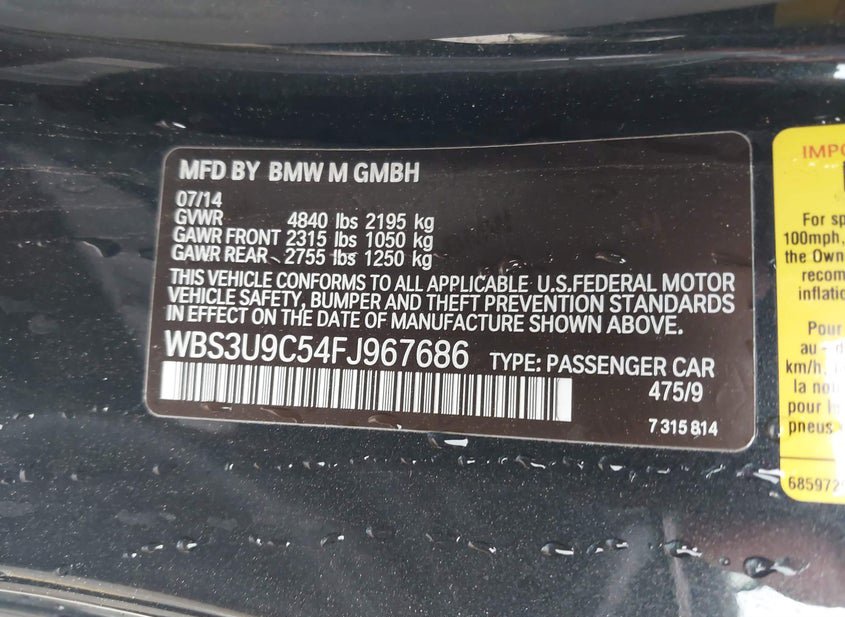 MFD BY BMW M GMBH
07/14
GVWR 4840 lbs 2195 kg
GAWR FRONT 2315 lbs 1050 kg
GAWR REAR 2755 lbs 1250 kg
THIS VEHICLE CONFORMS TO ALL APPLICABLE U.S.FEDERAL MOTOR
VEHICLE SAFETY, BUMPER AND THEFT PREVENTION STANDARDS
IN EFFECT ON THE DATE OF MANUFACTURE SHOWN ABOVE.
WBS3U9C54FJ967686 TYPE: PASSENGER CAR
475/9
7 315 814
For sp
100mph,
the Own
recom
inflatio
Pour
au - d
km/h,
la no
pour l
pneus
685972